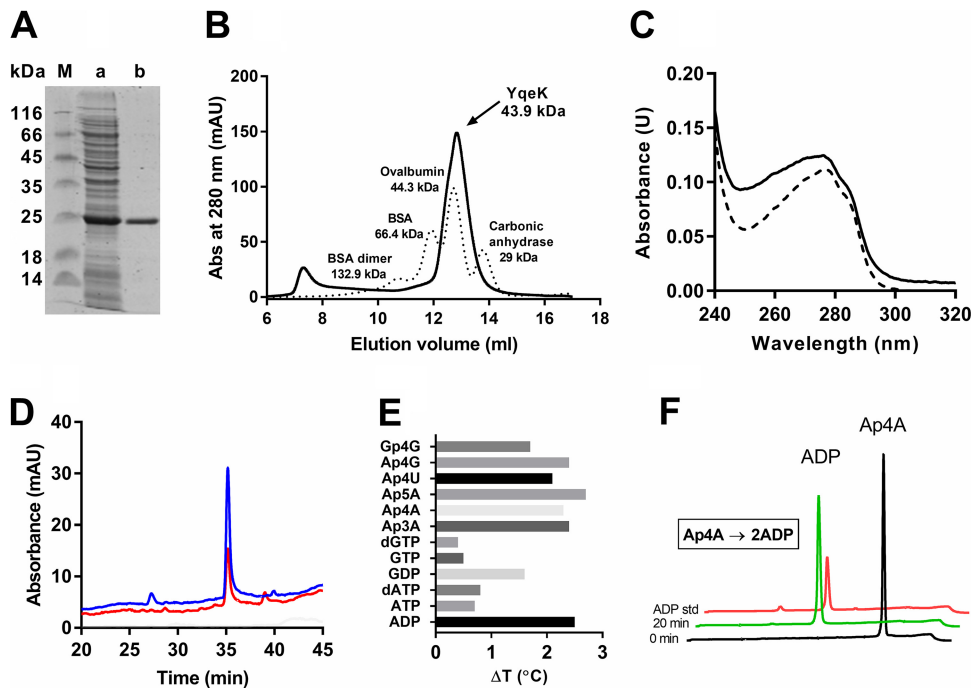 A
kDa M a b
116
66
45
35
25
18
14
B
Abs at 280 nm (mAU)
200
150
100
50
0
6 8 10 12 14 16 18
Elution volume (ml)
YqeK
43.9 kDa
Ovalbumin
44.3 kDa
BSA
66.4 kDa
Carbonic
anhydrase
29 kDa
BSA dimer
132.9 kDa
C
Absorbance (U)
0.20
0.15
0.10
0.05
0.00
240 260 280 300 320
Wavelength (nm)
D
Absorbance (mAU)
40
30
20
10
0
20 25 30 35 40 45
Time (min)
E
Gp4G
Ap4G
Ap4U
Ap5A
Ap4A
Ap3A
dGTP
GTP
GDP
dATP
ATP
ADP
0 1 2 3
ΔT (°C)
F
Ap4A
ADP
Ap4A → 2ADP
ADP std
20 min
0 min